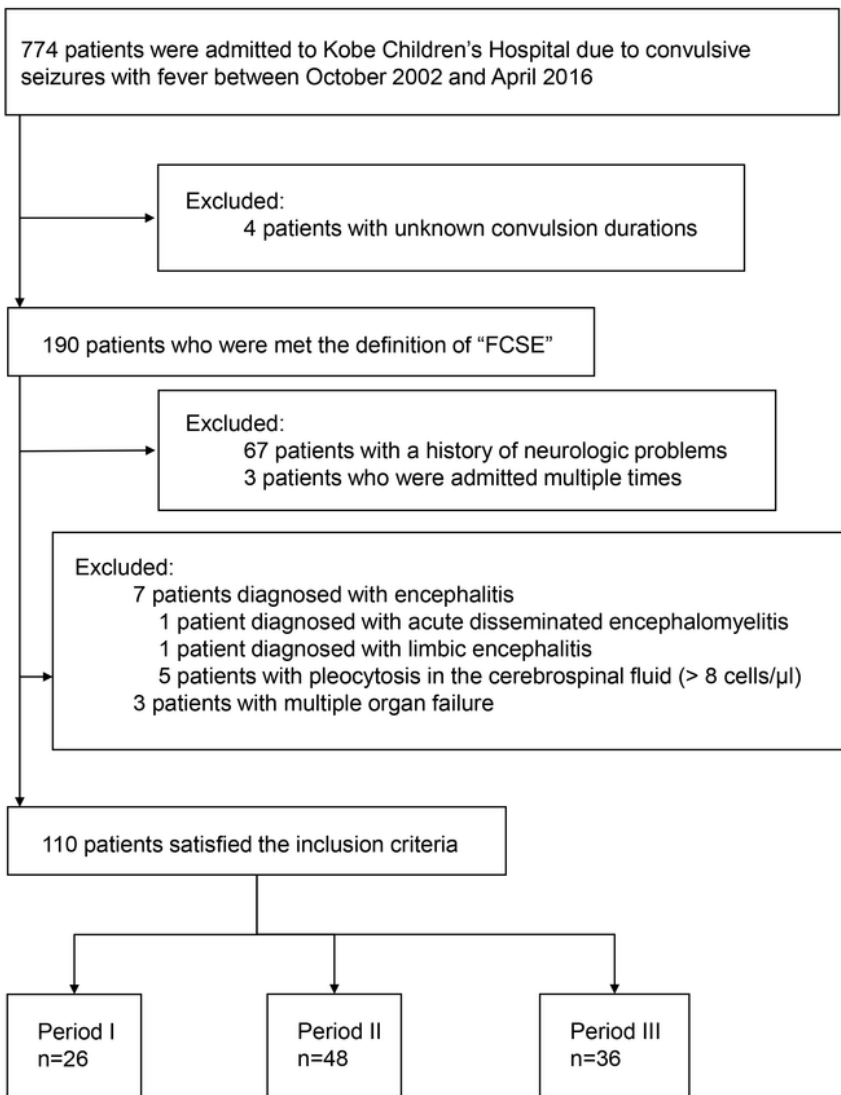 774 patients were admitted to Kobe Children's Hospital due to convulsive
seizures with fever between October 2002 and April 2016
Excluded:
4 patients with unknown convulsion durations
190 patients who were met the definition of “FCSE”
Excluded:
67 patients with a history of neurologic problems
3 patients who were admitted multiple times
Excluded:
7 patients diagnosed with encephalitis
1 patient diagnosed with acute disseminated encephalomyelitis
1 patient diagnosed with limbic encephalitis
5 patients with pleocytosis in the cerebrospinal fluid (> 8 cells/µl)
3 patients with multiple organ failure
110 patients satisfied the inclusion criteria
Period I
n=26
Period II
n=48
Period III
n=36